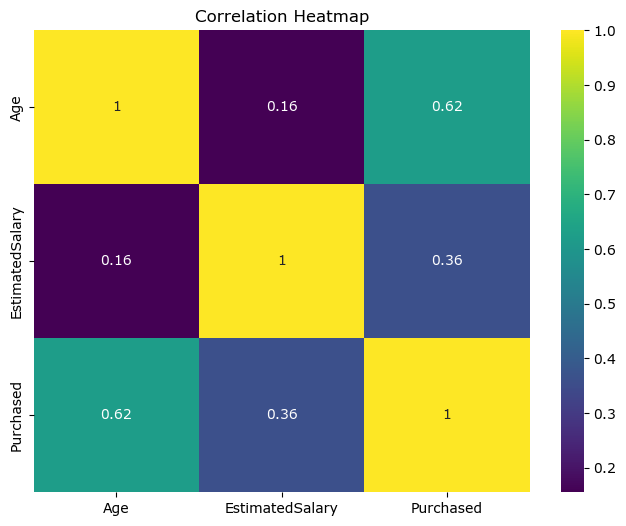 Correlation Heatmap
Age
1
0.16
0.62
EstimatedSalary
0.16
1
0.36
Purchased
0.62
0.36
1
Age
EstimatedSalary
Purchased
1.0
0.9
0.8
0.7
0.6
0.5
0.4
0.3
0.2